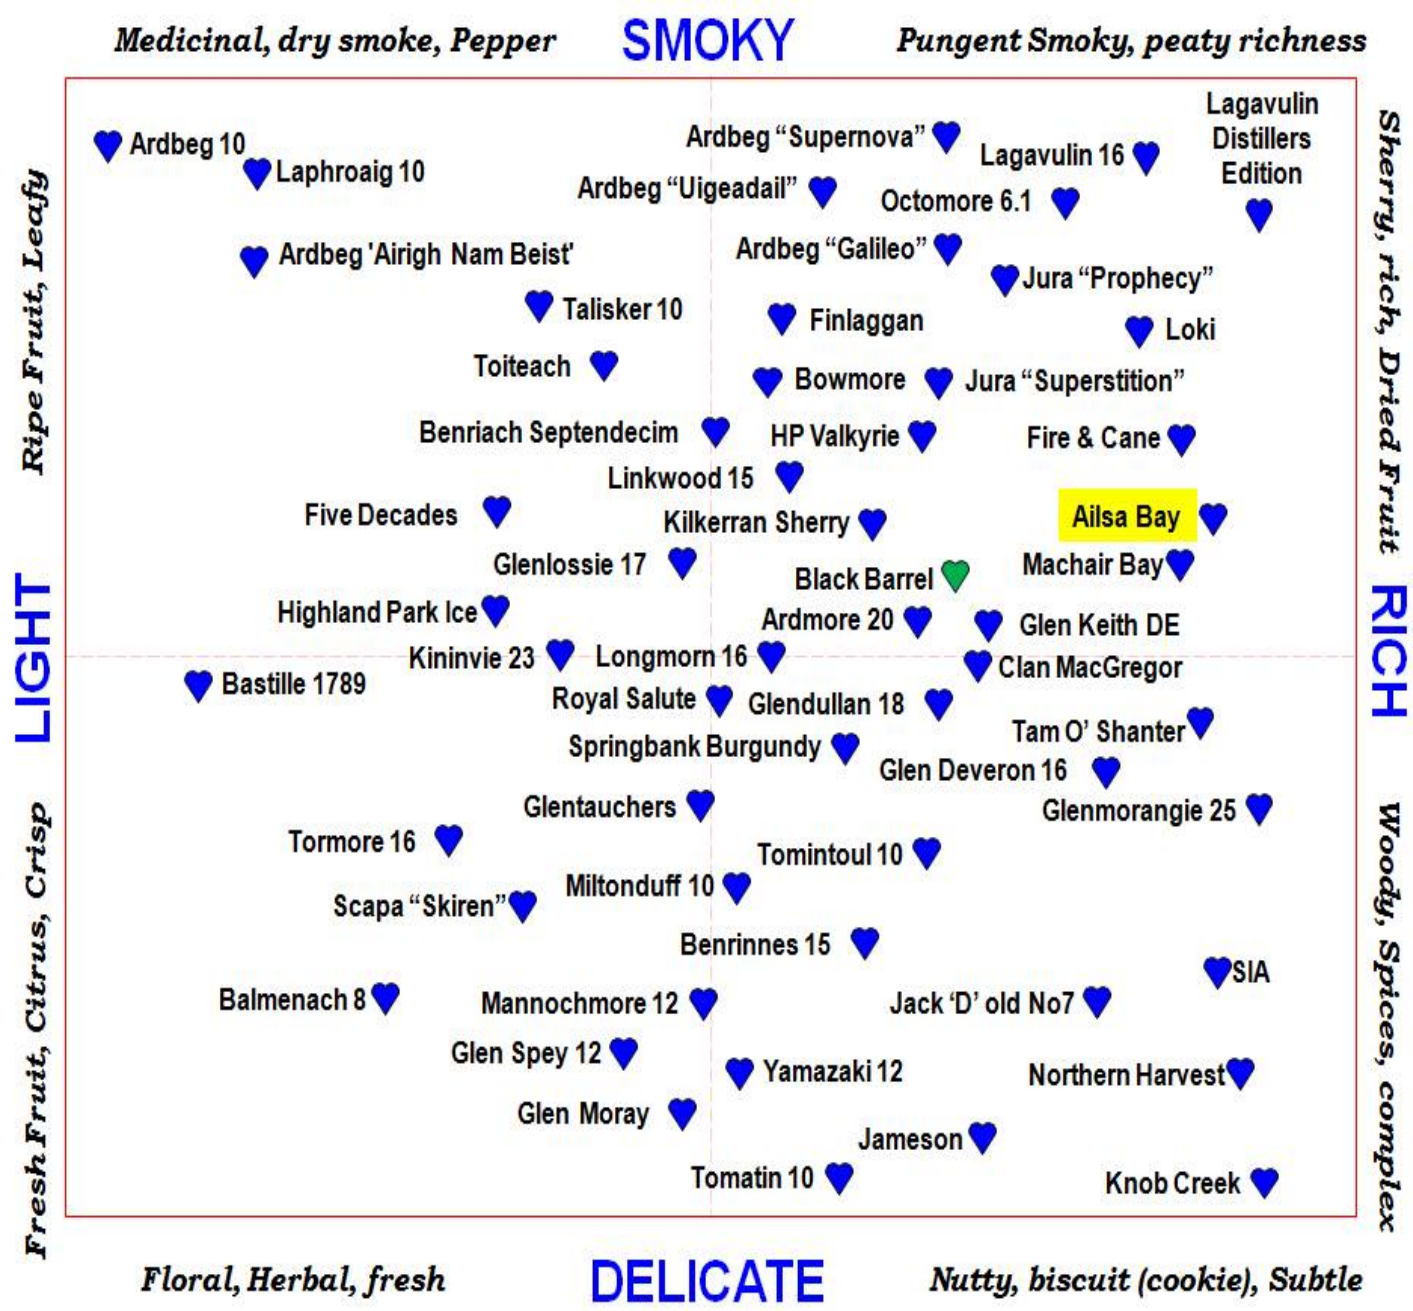 Medicinal, dry smoke, Pepper
SMOKY
Pungent Smoky, peaty richness
Ripe Fruit, Leafy
LIGHT
Fresh Fruit, Citrus, Crisp
Sherry, rich, Dried Fruit
RICH
Woody, Spices, complex
Lagavulin
Distillers
Edition
Ardbeg 10
Ardbeg “Supernova”
Lagavulin 16
Laphroaig 10
Ardbeg “Uigeadail”
Octomore 6.1
Ardbeg 'Airigh Nam Beist'
Ardbeg “Galileo”
Jura “Prophecy”
Talisker 10
Finlaggan
Loki
Toiteach
Bowmore
Jura “Superstition”
Benriach Septendecim
HP Valkyrie
Fire & Cane
Linkwood 15
Five Decades
Kilkerran Sherry
Ailsa Bay
Glenlossie 17
Black Barrel
Machair Bay
Highland Park Ice
Ardmore 20
Glen Keith DE
Kininvie 23
Longmorn 16
Clan MacGregor
Bastille 1789
Royal Salute
Glendullan 18
Tam O’ Shanter
Springbank Burgundy
Glen Deveron 16
Glentauchers
Glenmorangie 25
Tormore 16
Tomintoul 10
Miltonduff 10
Scapa “Skiren”
Benrinnes 15
SIA
Balmenach 8
Mannochmore 12
Jack ‘D’ old No7
Glen Spey 12
Yamazaki 12
Northern Harvest
Glen Moray
Jameson
Tomatin 10
Knob Creek
Floral, Herbal, fresh
DELICATE
Nutty, biscuit (cookie), Subtle